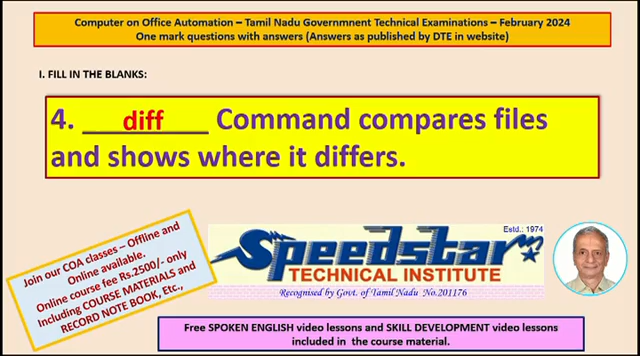 Computer on Office Automation – Tamil Nadu Governmnent Technical Examinations – February 2024
One mark questions with answers (Answers as published by DTE in website)
I. FILL IN THE BLANKS:
4. ________ diff Command compares files
and shows where it differs.
Join our COA classes – Offline and
Online available.
Online course fee Rs.2500/- only
Including COURSE MATERIALS and
RECORD NOTE BOOK, Etc.,
Estd.: 1974
Speedstar
TECHNICAL INSTITUTE
Recognised by Govt. of Tamil Nadu No.201176
Free SPOKEN ENGLISH video lessons and SKILL DEVELOPMENT video lessons
included in the course material.